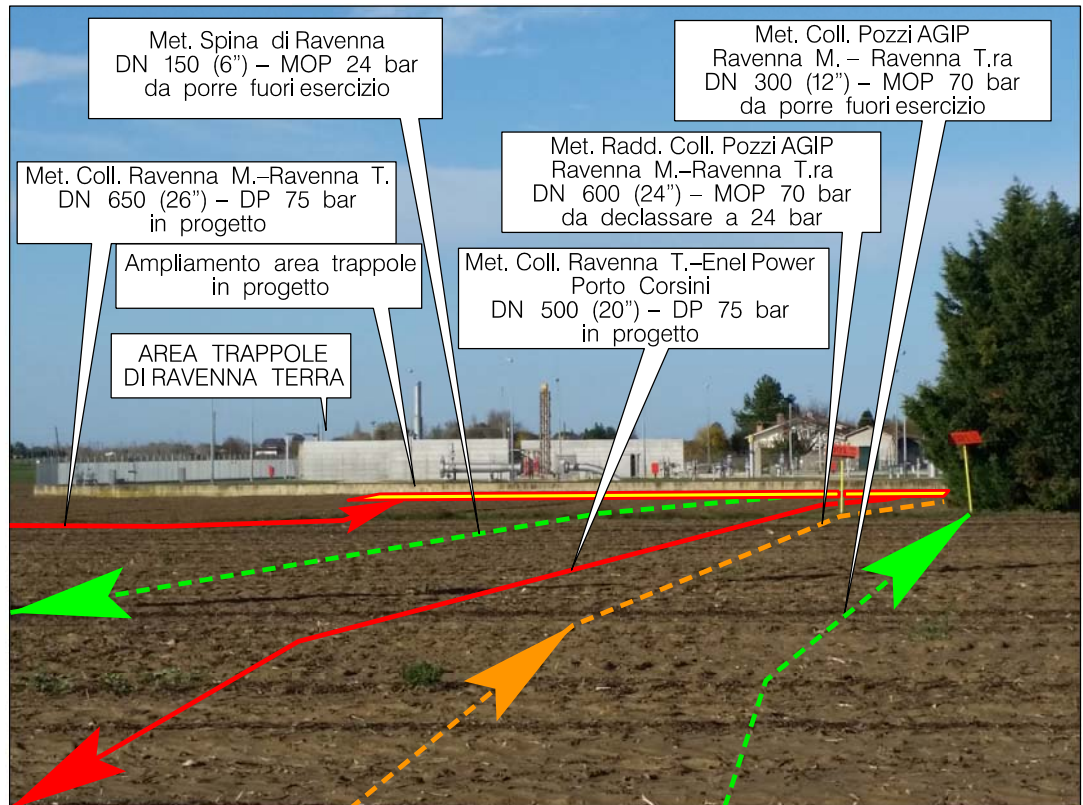 Met. Spina di Ravenna
DN 150 (6") – MOP 24 bar
da porre fuori esercizio
Met. Coll. Pozzi AGIP
Ravenna M. – Ravenna T.ra
DN 300 (12") – MOP 70 bar
da porre fuori esercizio
Met. Radd. Coll. Pozzi AGIP
Ravenna M.–Ravenna T.ra
DN 600 (24") – MOP 70 bar
da declassare a 24 bar
Met. Coll. Ravenna M.–Ravenna T.
DN 650 (26") – DP 75 bar
in progetto
Ampliamento area trappole
in progetto
Met. Coll. Ravenna T.–Enel Power
Porto Corsini
DN 500 (20") – DP 75 bar
in progetto
AREA TRAPPOLE
DI RAVENNA TERRA